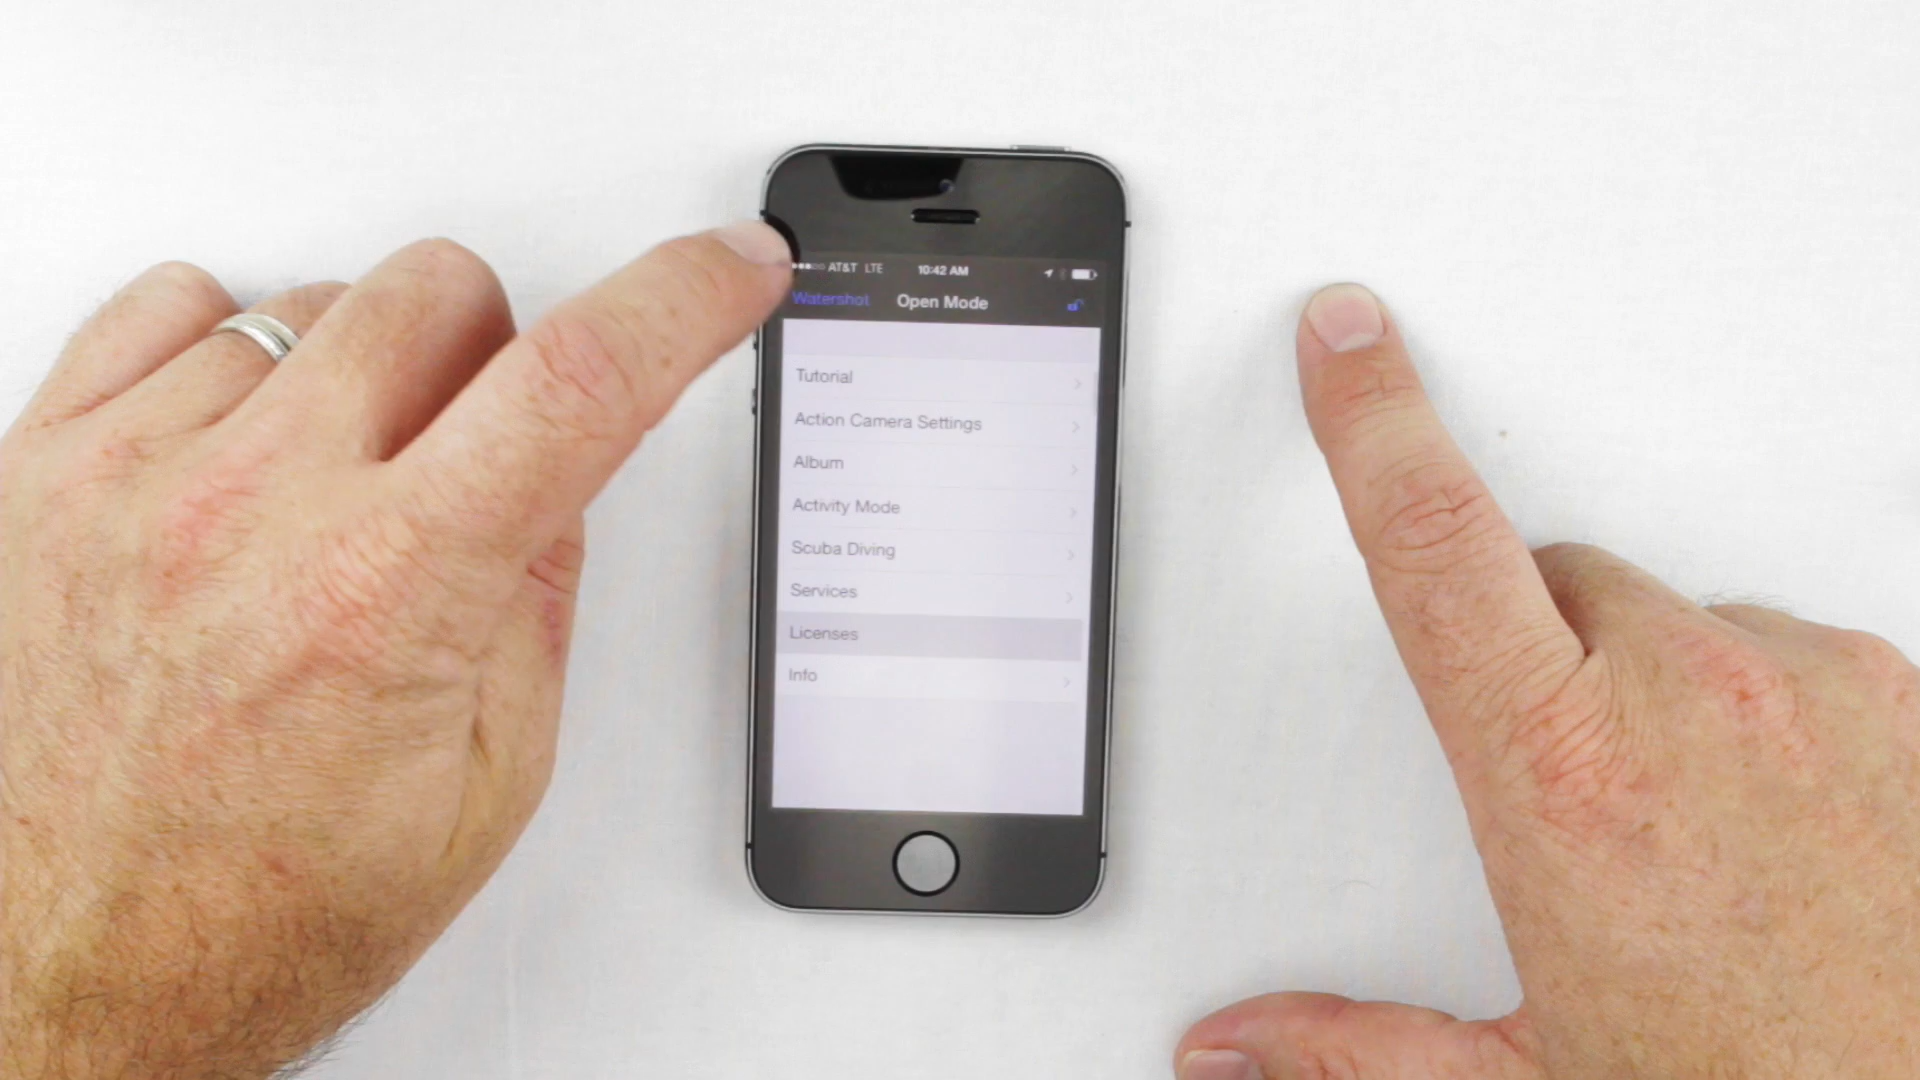 AT&T LTE 10:42 AM
Watershot Open Mode
Tutorial
Action Camera Settings
Album
Activity Mode
Scuba Diving
Services
Licenses
Info